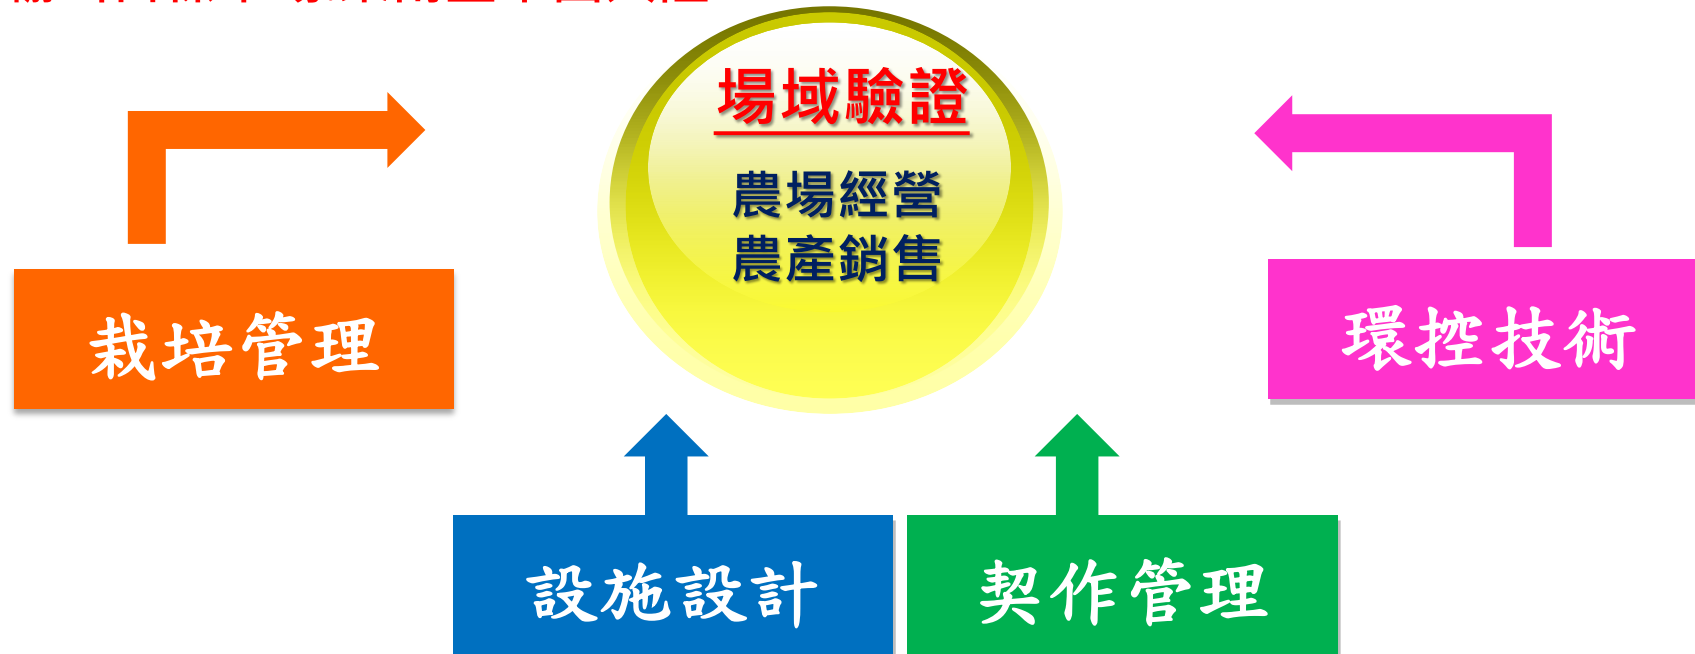 場域驗證
農場經營
農產銷售
栽培管理
環控技術
設施設計
契作管理